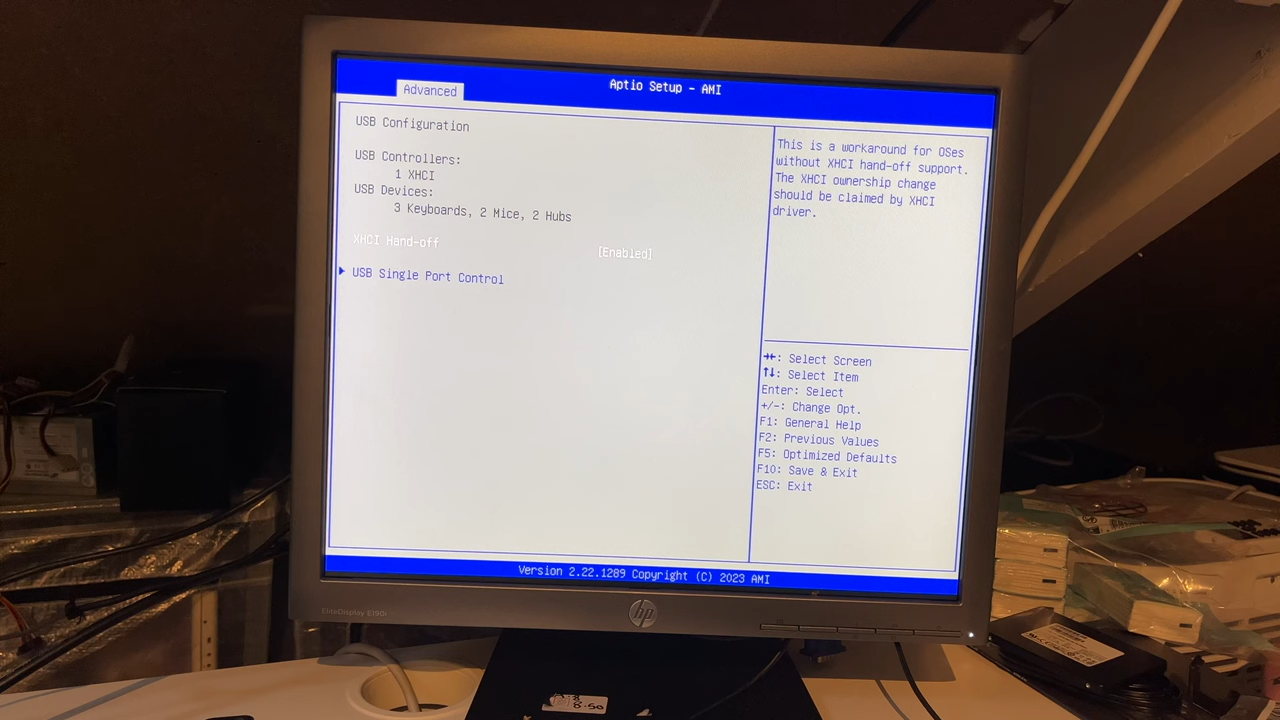 Aptio Setup - AMI
Advanced
USB Configuration
USB Controllers:
1 XHCI
USB Devices:
3 Keyboards, 2 Mice, 2 Hubs
XHCI Hand-off [Enabled]
USB Single Port Control
This is a workaround for OSes
without XHCI hand-off support.
The XHCI ownership change
should be claimed by XHCI
driver.
→←: Select Screen
↑↓: Select Item
Enter: Select
+/-: Change Opt.
F1: General Help
F2: Previous Values
F5: Optimized Defaults
F10: Save & Exit
ESC: Exit
Version 2.22.1289 Copyright (C) 2023 AMI
EliteDisplay E190i
hp